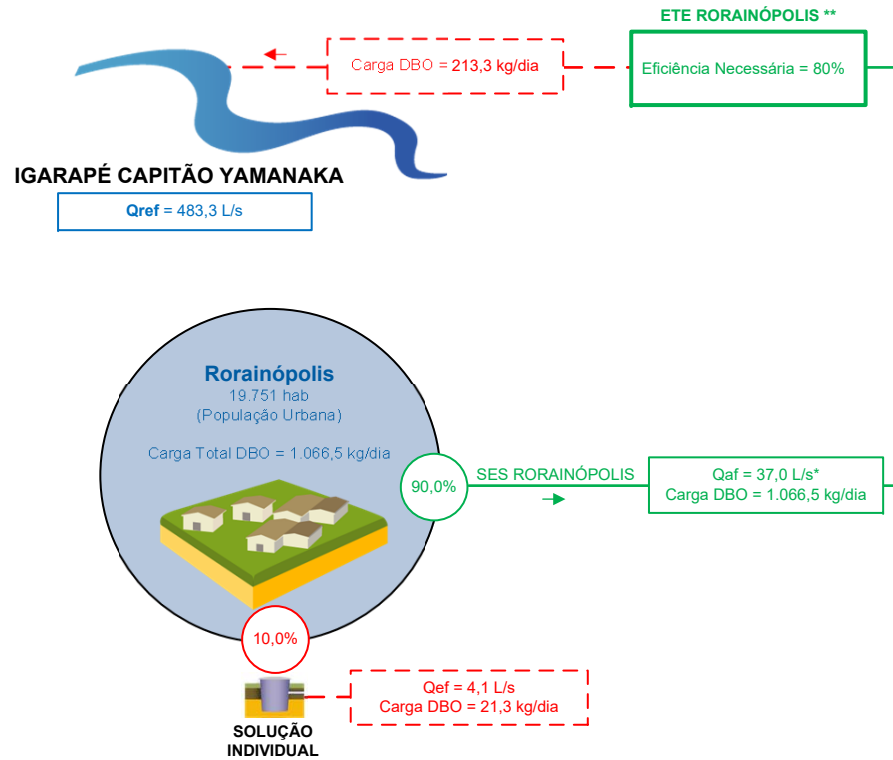 ETE RORAINÓPOLIS **
Carga DBO = 213,3 kg/dia
Eficiência Necessária = 80%
IGARAPÉ CAPITÃO YAMANAKA
Qref = 483,3 L/s
Rorainópolis
19.751 hab
(População Urbana)
Carga Total DBO = 1.066,5 kg/dia
90,0%
SES RORAINÓPOLIS
Qaf = 37,0 L/s*
Carga DBO = 1.066,5 kg/dia
10,0%
Qef = 4,1 L/s
Carga DBO = 21,3 kg/dia
SOLUÇÃO
INDIVIDUAL